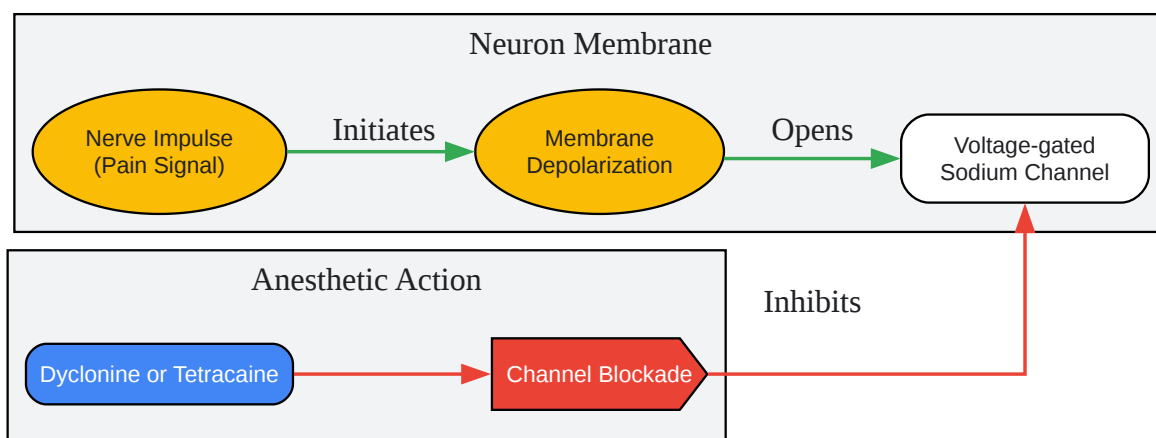 Neuron Membrane
Nerve Impulse
(Pain Signal)
Initiates
Membrane
Depolarization
Opens
Voltage-gated
Sodium Channel
Anesthetic Action
Inhibits
Dyclonine or Tetracaine
Channel Blockade